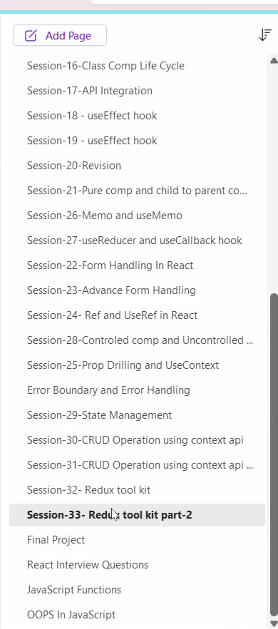 Add Page
Session-16-Class Comp Life Cycle
Session-17-API Integration
Session-18 - useEffect hook
Session-19 - useEffect hook
Session-20-Revision
Session-21-Pure comp and child to parent co...
Session-26-Memo and useMemo
Session-27-useReducer and useCallback hook
Session-22-Form Handling In React
Session-23-Advance Form Handling
Session-24- Ref and UseRef in React
Session-28-Controled comp and Uncontrolled ...
Session-25-Prop Drilling and UseContext
Error Boundary and Error Handling
Session-29-State Management
Session-30-CRUD Operation using context api
Session-31-CRUD Operation using context api ...
Session-32- Redux tool kit
Session-33- Redux tool kit part-2
Final Project
React Interview Questions
JavaScript Functions
OOPS In JavaScript